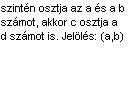 szintén osztja az a és a b
számot, akkor c osztja a
d számot is. Jelölés: (a,b)